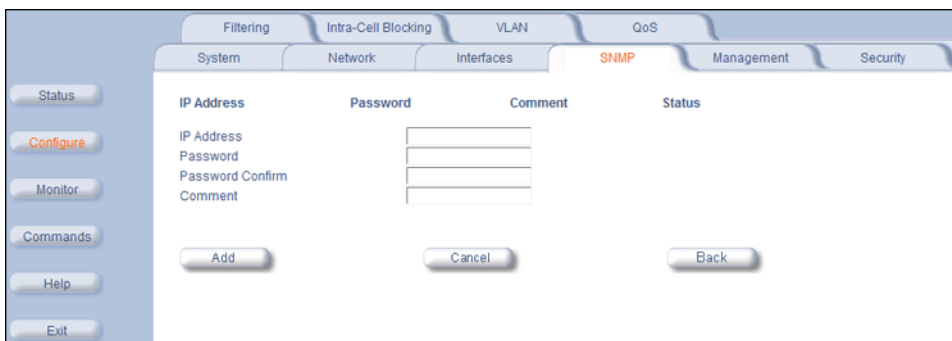 Filtering Intra-Cell Blocking VLAN QoS
System Network Interfaces SNMP Management Security
Status
Configure
Monitor
Commands
Help
Exit
IP Address Password Comment Status
IP Address
Password
Password Confirm
Comment
Add Cancel Back